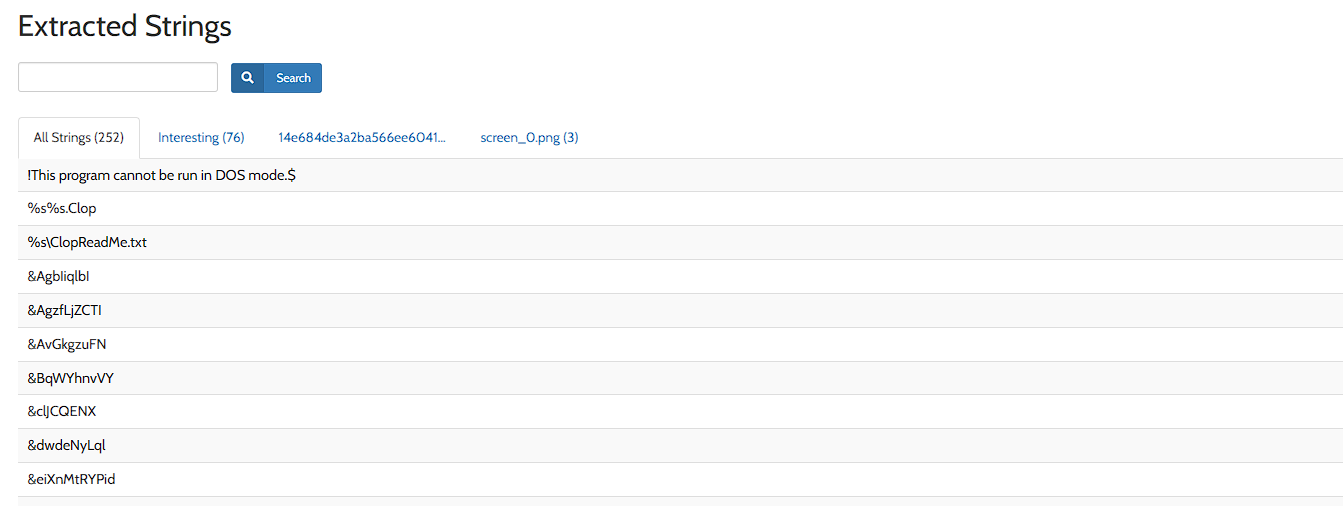 Extracted Strings
Search
All Strings (252) Interesting (76) 14e684de3a2ba566ee6041... screen_0.png (3)
!This program cannot be run in DOS mode.$
%s%s.Clop
%s\ClopReadMe.txt
&AgbIiqlbI
&AgzfLjZCTI
&AvGkgzuFN
&BqWYhnvVY
&clJCQENX
&dwdeNyLql
&eiXnMtRYPid